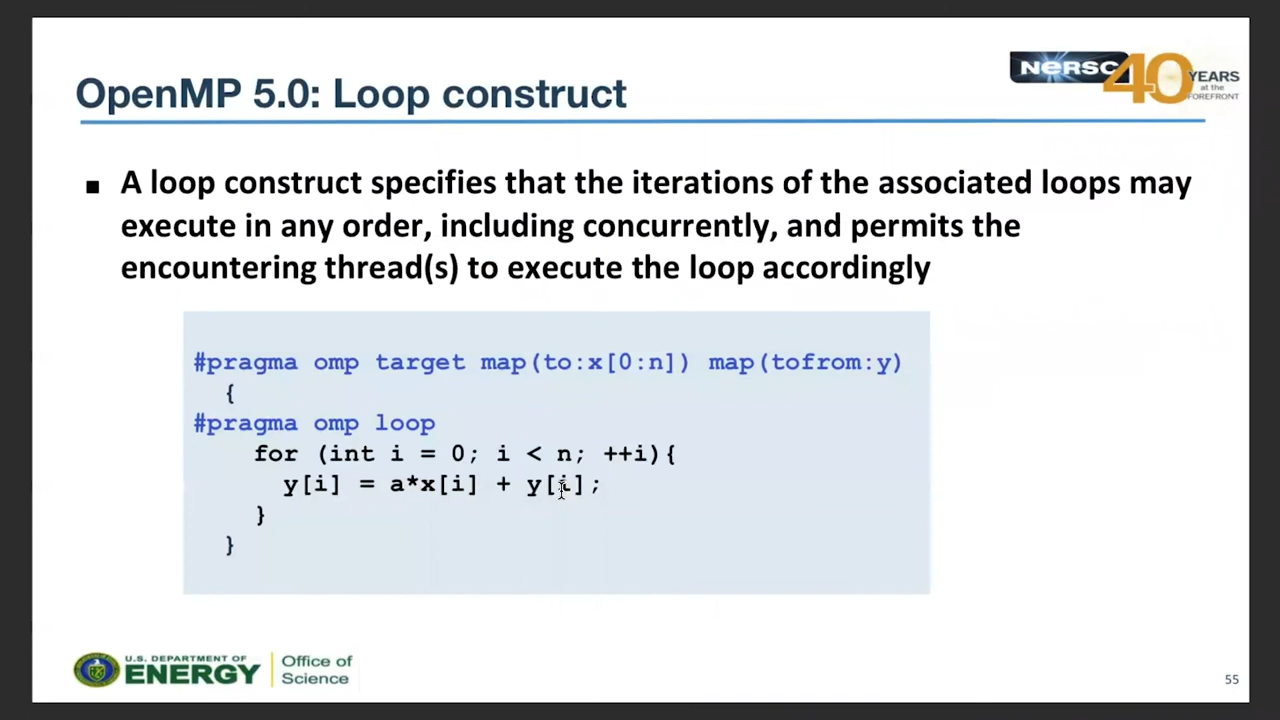 OpenMP 5.0: Loop construct
NERSC 40 YEARS
at the
FOREFRONT
▪ A loop construct specifies that the iterations of the associated loops may
execute in any order, including concurrently, and permits the
encountering thread(s) to execute the loop accordingly
#pragma omp target map(to:x[0:n]) map(tofrom:y)
{
#pragma omp loop
for (int i = 0; i < n; ++i){
y[i] = a*x[i] + y[i];
}
}
U.S. DEPARTMENT OF
ENERGY
Office of
Science
55